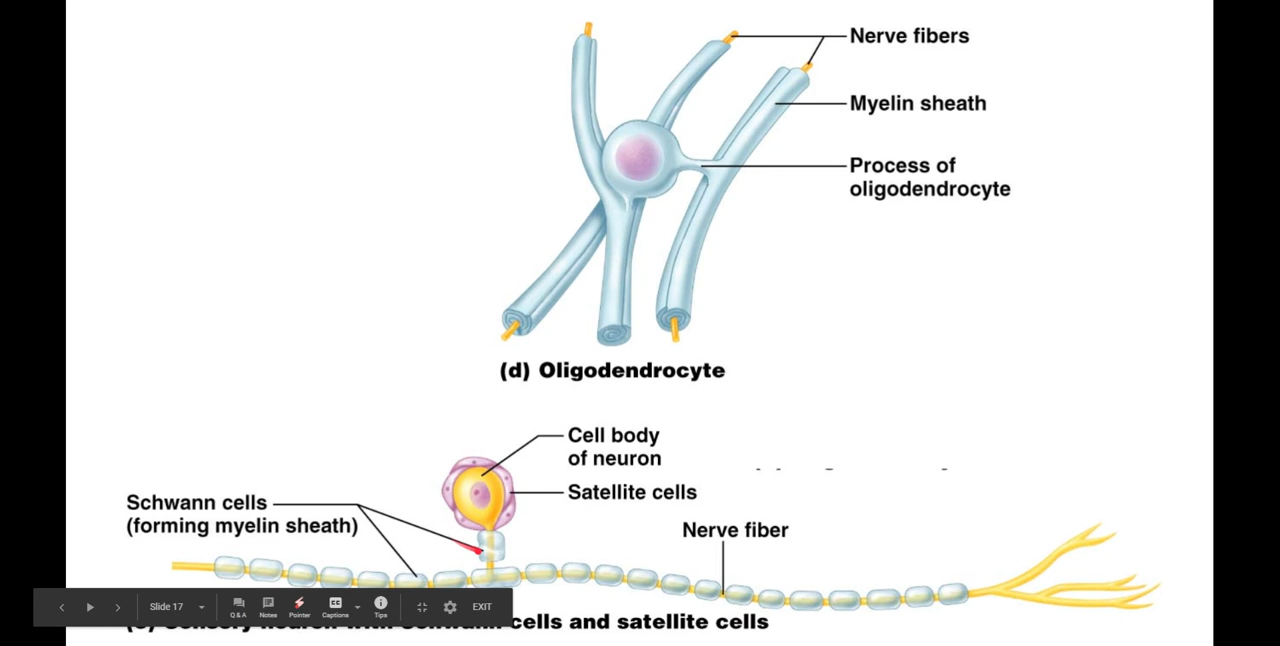 Nerve fibers
Myelin sheath
Process of
oligodendrocyte
(d) Oligodendrocyte
Cell body
of neuron
Satellite cells
Schwann cells
(forming myelin sheath)
Nerve fiber
Slide 17
Q&A
Notes
Pointer
CC
Captions
Tips
EXIT
cells and satellite cells